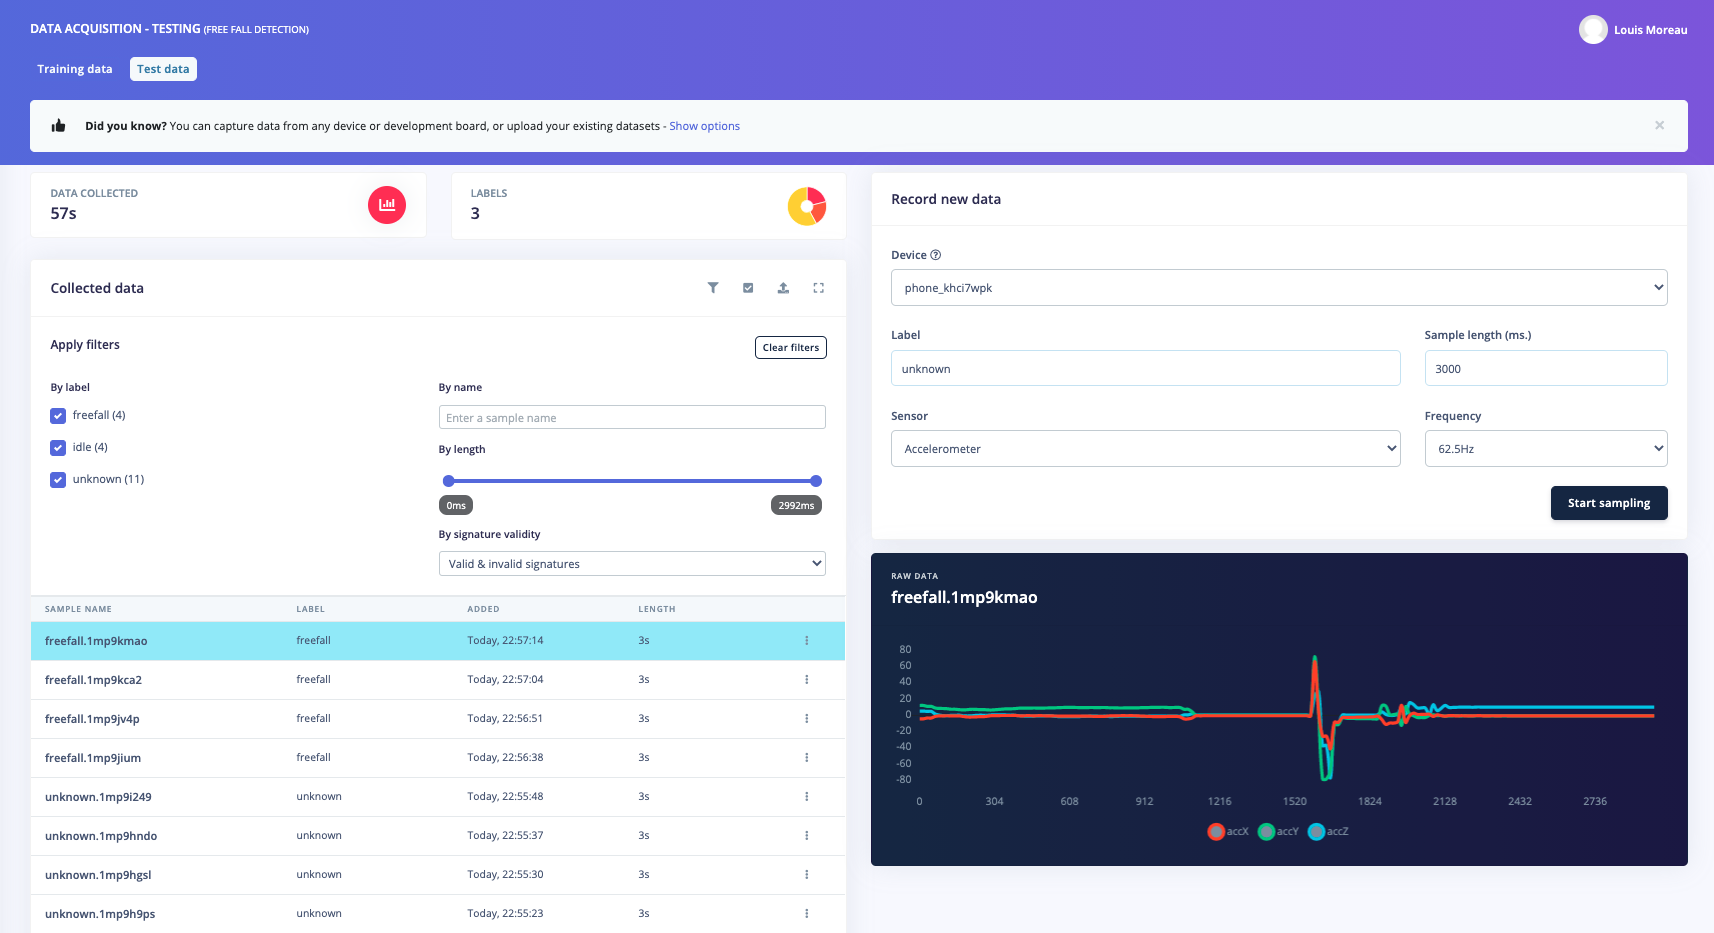 DATA ACQUISITION - TESTING (FREE FALL DETECTION)
Louis Moreau
Training data
Test data
Did you know? You can capture data from any device or development board, or upload your existing datasets - Show options
×
DATA COLLECTED
57s
LABELS
3
Collected data
Apply filters
Clear filters
By label
freefall (4)
idle (4)
unknown (11)
By name
Enter a sample name
By length
0ms
2992ms
By signature validity
Valid & invalid signatures
SAMPLE NAME LABEL ADDED LENGTH
freefall.1mp9kmao freefall Today, 22:57:14 3s
freefall.1mp9kca2 freefall Today, 22:57:04 3s
freefall.1mp9jv4p freefall Today, 22:56:51 3s
freefall.1mp9jium freefall Today, 22:56:38 3s
unknown.1mp9i249 unknown Today, 22:55:48 3s
unknown.1mp9hndo unknown Today, 22:55:37 3s
unknown.1mp9hgsl unknown Today, 22:55:30 3s
unknown.1mp9h9ps unknown Today, 22:55:23 3s
Record new data
Device ?
phone_khci7wpk
Label
unknown
Sample length (ms.)
3000
Sensor
Accelerometer
Frequency
62.5Hz
Start sampling
RAW DATA
freefall.1mp9kmao
80
60
40
20
0
-20
-40
-60
-80
0 304 608 912 1216 1520 1824 2128 2432 2736
accX accY accZ